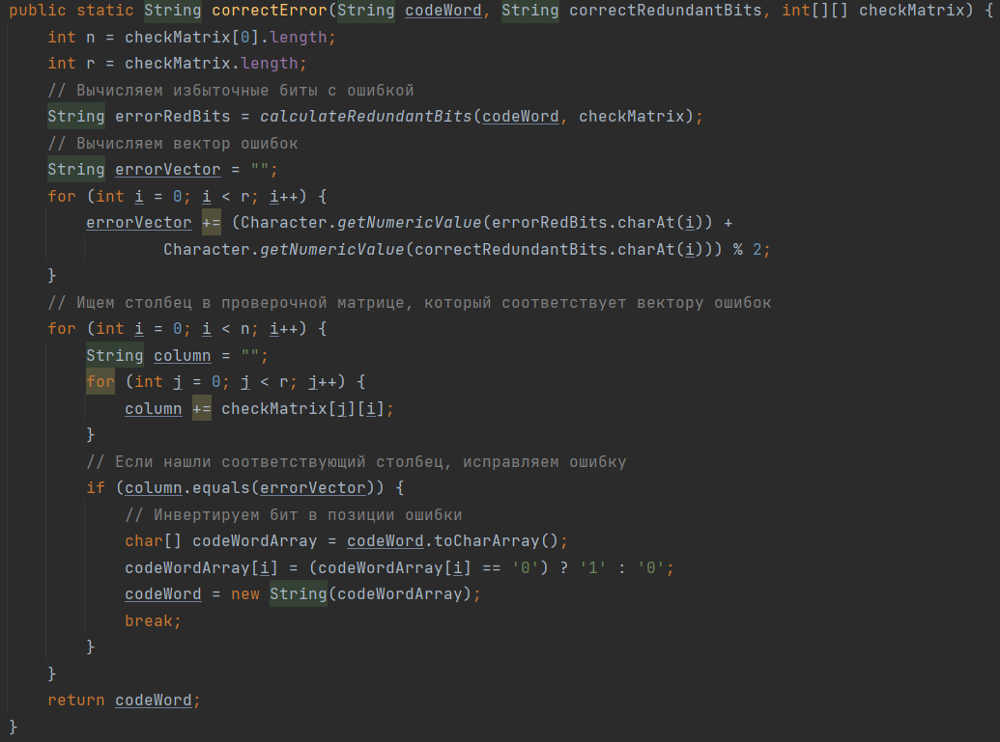 public static String correctError(String codeWord, String correctRedundantBits, int[][] checkMatrix) {
    int n = checkMatrix[0].length;
    int r = checkMatrix.length;
    // Вычисляем избыточные биты с ошибкой
    String errorRedBits = calculateRedundantBits(codeWord, checkMatrix);
    // Вычисляем вектор ошибок
    String errorVector = "";
    for (int i = 0; i < r; i++) {
        errorVector += (Character.getNumericValue(errorRedBits.charAt(i)) +
                Character.getNumericValue(correctRedundantBits.charAt(i))) % 2;
    }
    // Ищем столбец в проверочной матрице, который соответствует вектору ошибок
    for (int i = 0; i < n; i++) {
        String column = "";
        for (int j = 0; j < r; j++) {
            column += checkMatrix[j][i];
        }
        // Если нашли соответствующий столбец, исправляем ошибку
        if (column.equals(errorVector)) {
            // Инвертируем бит в позиции ошибки
            char[] codeWordArray = codeWord.toCharArray();
            codeWordArray[i] = (codeWordArray[i] == '0') ? '1' : '0';
            codeWord = new String(codeWordArray);
            break;
        }
    }
    return codeWord;
}